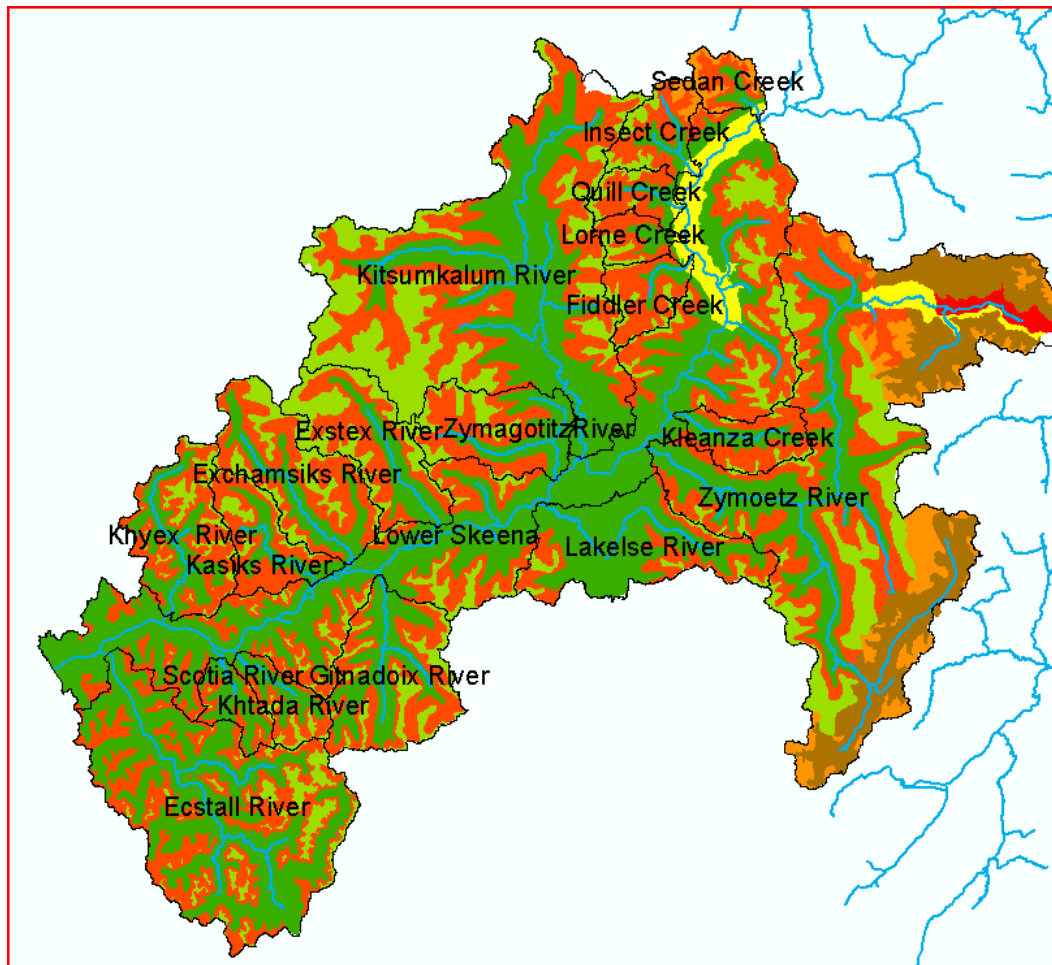 Sedan Creek
Insect Creek
Quill Creek
Lorne Creek
Kitsumkalum River
Fiddler Creek
Exstex River
Zymagotitz River
Kleanza Creek
Exchamsiks River
Zymoetz River
Khyex River
Lower Skeena
Lakelse River
Kasiks River
Scotia River
Gitnadoix River
Khtada River
Ecstall River